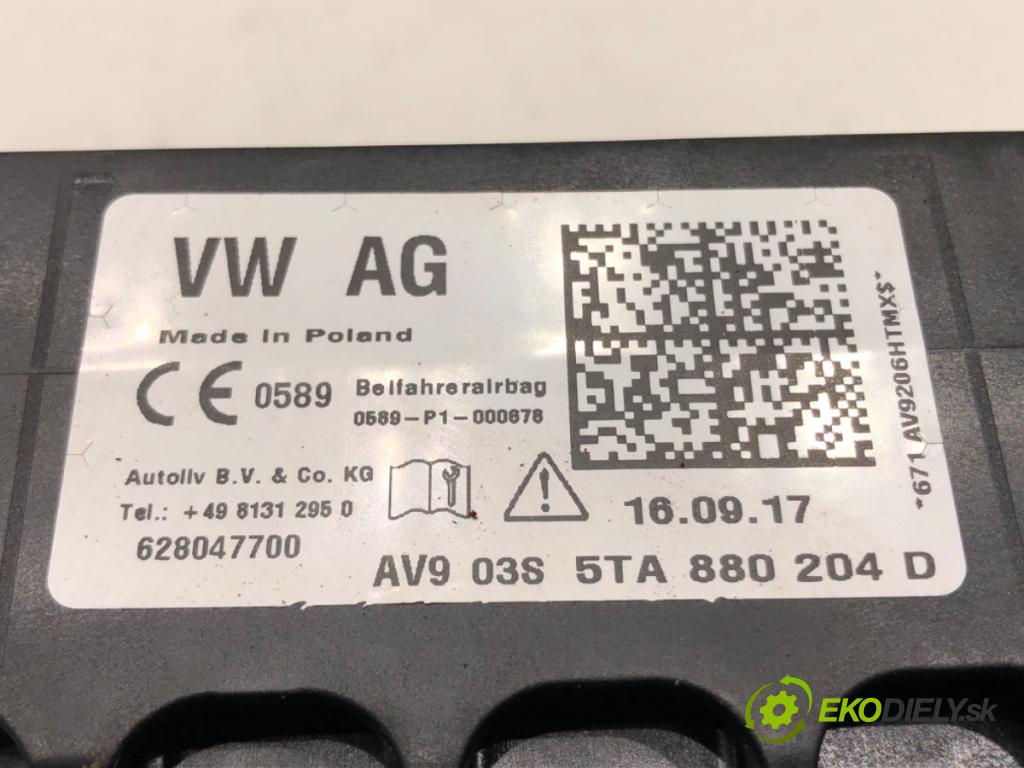 VW AG
Made in Poland
CE 0589 Beifahrerairbag
0589-P1-000678
Autoliv B.V. & Co. KG
Tel.: +49 8131 295 0
628047700
16.09.17
AV9 03S 5TA 880 204 D
*671 AV9206HTMX$*
EKODIELY.sk